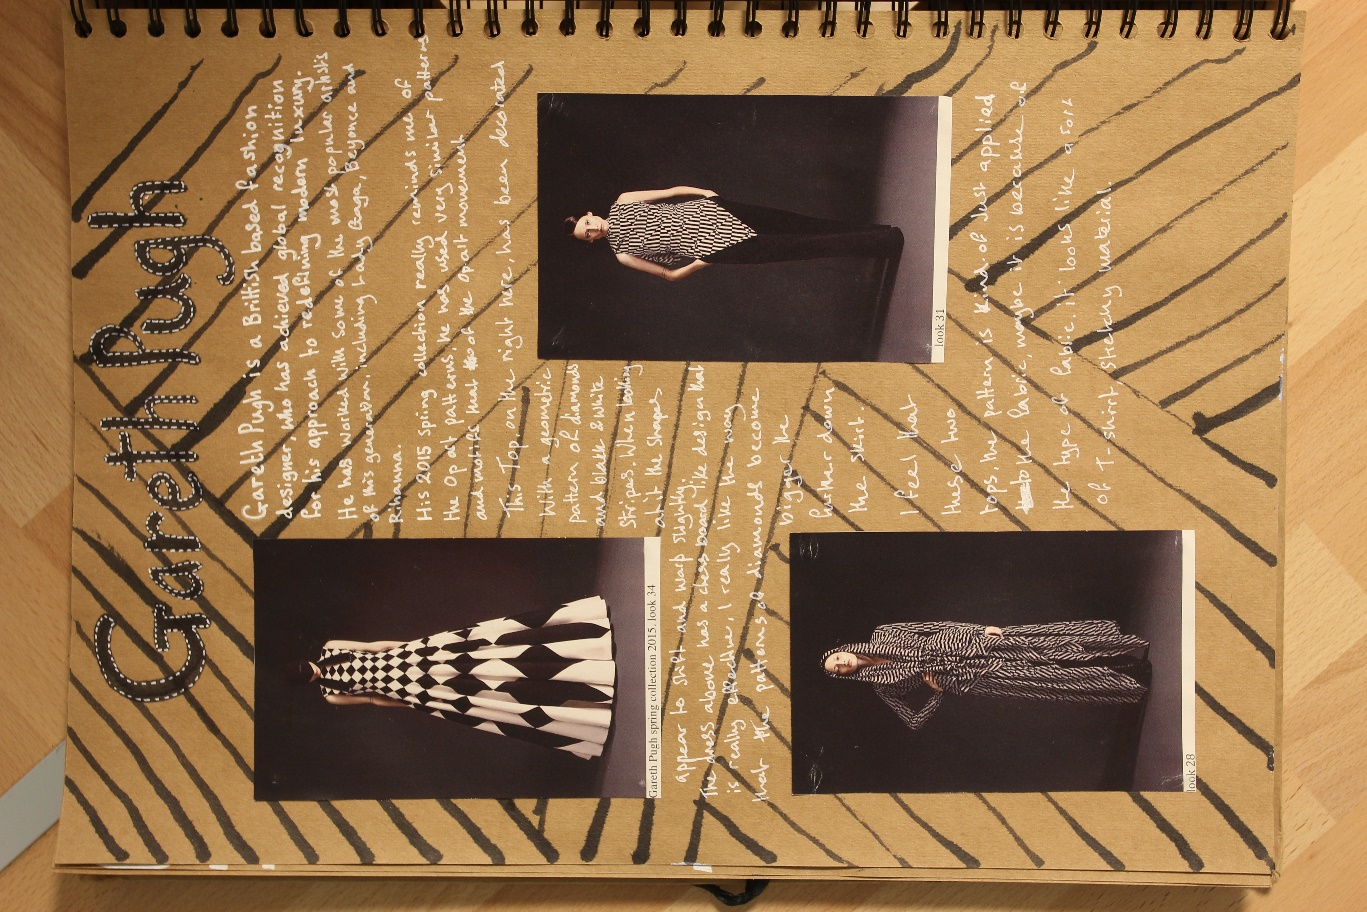 Gareth Pugh
Gareth Pugh is a Brittish based fashion
designer, who has achieved global recognition
for his approach to redefining modern luxury.
He has worked with some of the most popular artists
of his generation, including Lady Gaga, Beyonce and
Rihanna.
His 2015 spring collection really reminds me of
the Op art patterns he has used very similar patterns
and motifs that of the Op art movement
This Top on the right here, has been decorated
With a geometric
pattern of diamonds
and black & white
Stripes. When looking
at it the Shapes
appear to shift and warp slightly.
The dress above has a chess board like design that
is really effective, I really like the way
that the patterns of diamonds become
bigger the
further down
the skirt.
I feel that
these two
tops, the pattern is kind of Just applied
to the fabric, maybe it is because of
the type of fabric. It looks like a sort
of T-shirt, Stretchy material.
look 31
Gareth Pugh spring collection 2015. look 34
look 28